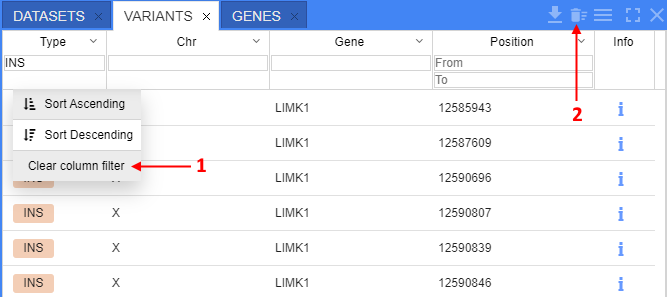 DATASETS × VARIANTS × GENES ×
Type Chr Gene Position Info
INS From
To
Sort Ascending LIMK1 12585943
2
Sort Descending LIMK1 12587609
Clear column filter 1
INS X LIMK1 12590696
INS X LIMK1 12590807
INS X LIMK1 12590839
INS X LIMK1 12590846